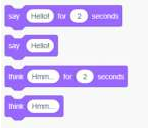 say Hello! for 2 seconds
say Hello!
think Hmm... for 2 seconds
think Hmm...